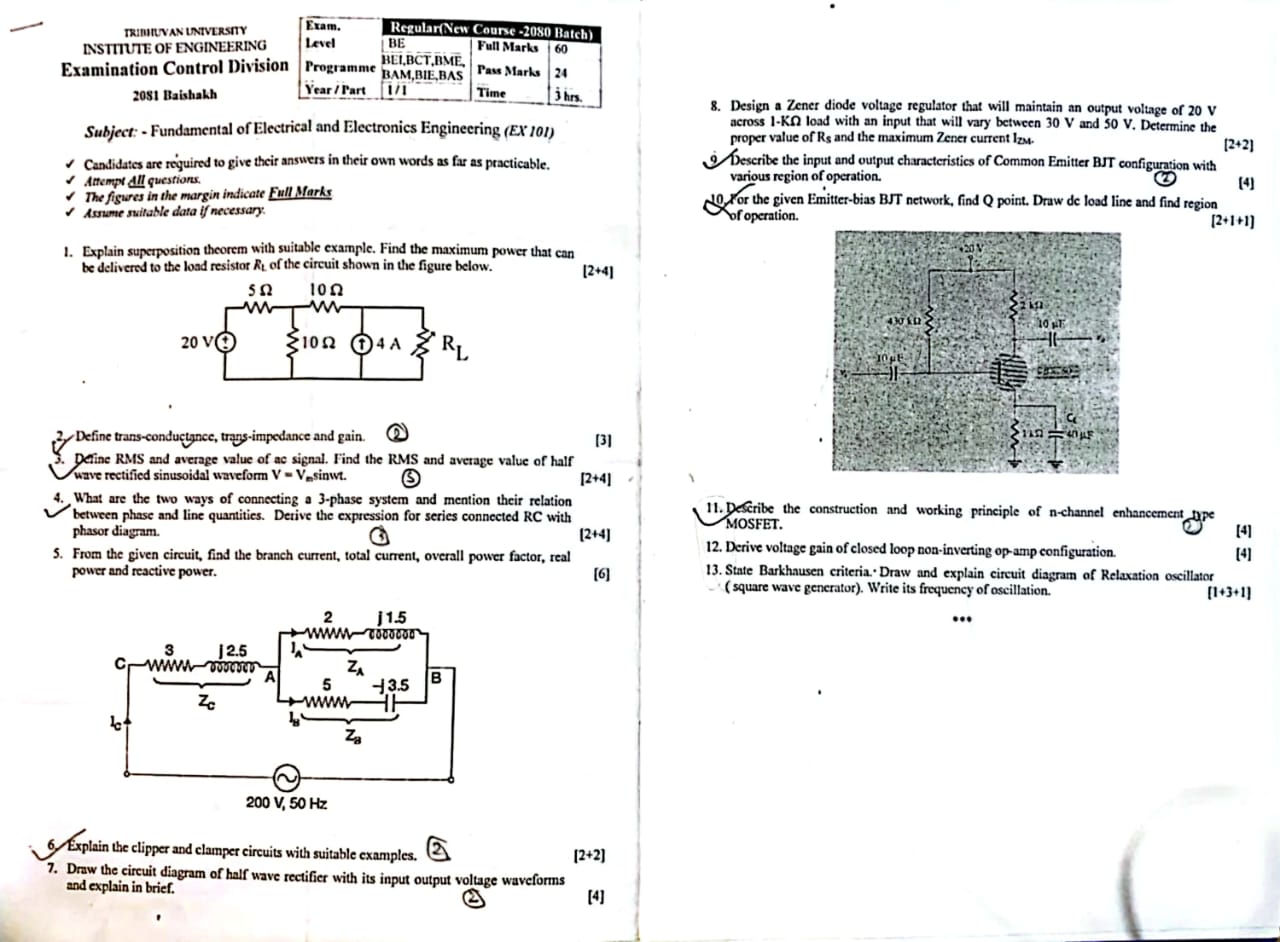 TRIBHUVAN UNIVERSITY
INSTITUTE OF ENGINEERING
Examination Control Division
2081 Baishakh
Exam. Regular(New Course -2080 Batch)
Level BE Full Marks 60
Programme BEI,BCT,BME, BAM,BIE,BAS Pass Marks 24
Year / Part 1/1 Time 3 hrs.
Subject: - Fundamental of Electrical and Electronics Engineering (EX 101)
✓ Candidates are required to give their answers in their own words as far as practicable.
✓ Attempt All questions.
✓ The figures in the margin indicate Full Marks
✓ Assume suitable data if necessary.
1. Explain superposition theorem with suitable example. Find the maximum power that can
be delivered to the load resistor RL of the circuit shown in the figure below. [2+4]
5 Ω 10 Ω
20 V 10 Ω 4 A RL
2. Define trans-conductance, trans-impedance and gain. (2) [3]
3. Define RMS and average value of ac signal. Find the RMS and average value of half
wave rectified sinusoidal waveform V = Vmsinwt. [2+4]
4. What are the two ways of connecting a 3-phase system and mention their relation
between phase and line quantities. Derive the expression for series connected RC with
phasor diagram. [2+4]
5. From the given circuit, find the branch current, total current, overall power factor, real
power and reactive power. [6]
2 j1.5
3 j2.5
IA ZA
C A B
5 -j3.5
ZC
IC IB ZB
200 V, 50 Hz
6. Explain the clipper and clamper circuits with suitable examples. (2) [2+2]
7. Draw the circuit diagram of half wave rectifier with its input output voltage waveforms
and explain in brief. (2) [4]
8. Design a Zener diode voltage regulator that will maintain an output voltage of 20 V
across 1-KΩ load with an input that will vary between 30 V and 50 V. Determine the
proper value of RS and the maximum Zener current IZM. [2+2]
9. Describe the input and output characteristics of Common Emitter BJT configuration with
various region of operation. (2) [4]
10. For the given Emitter-bias BJT network, find Q point. Draw dc load line and find region
of operation. [2+1+1]
+20 V
430 kΩ 2 kΩ
10 μF
10 μF
1 kΩ 40 μF
11. Describe the construction and working principle of n-channel enhancement type
MOSFET. [4]
12. Derive voltage gain of closed loop non-inverting op-amp configuration. [4]
13. State Barkhausen criteria. Draw and explain circuit diagram of Relaxation oscillator
( square wave generator). Write its frequency of oscillation. [1+3+1]
***